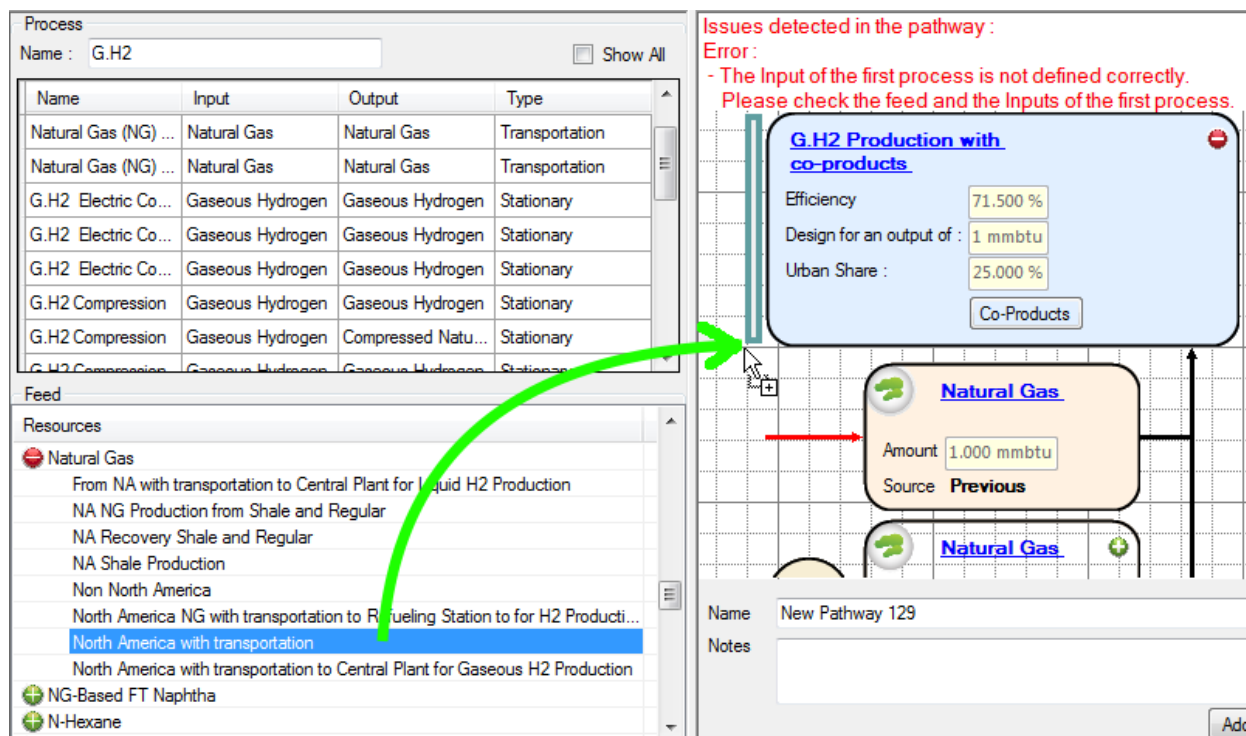 Process
Name : G.H2 Show All
Name Input Output Type
Natural Gas (NG) ... Natural Gas Natural Gas Transportation
Natural Gas (NG) ... Natural Gas Natural Gas Transportation
G.H2 Electric Co... Gaseous Hydrogen Gaseous Hydrogen Stationary
G.H2 Electric Co... Gaseous Hydrogen Gaseous Hydrogen Stationary
G.H2 Electric Co... Gaseous Hydrogen Gaseous Hydrogen Stationary
G.H2 Compression Gaseous Hydrogen Gaseous Hydrogen Stationary
G.H2 Compression Gaseous Hydrogen Compressed Natu... Stationary
G.H2 Compression Gaseous Hydrogen Gaseous Hydrogen Stationary
Feed
Resources
Natural Gas
From NA with transportation to Central Plant for Liquid H2 Production
NA NG Production from Shale and Regular
NA Recovery Shale and Regular
NA Shale Production
Non North America
North America NG with transportation to Refueling Station to for H2 Producti...
North America with transportation
North America with transportation to Central Plant for Gaseous H2 Production
NG-Based FT Naphtha
N-Hexane
Issues detected in the pathway :
Error :
- The Input of the first process is not defined correctly.
Please check the feed and the Inputs of the first process.
G.H2 Production with
co-products
Efficiency 71.500 %
Design for an output of : 1 mmbtu
Urban Share : 25.000 %
Co-Products
Natural Gas
Amount 1.000 mmbtu
Source Previous
Natural Gas
Name New Pathway 129
Notes
Add